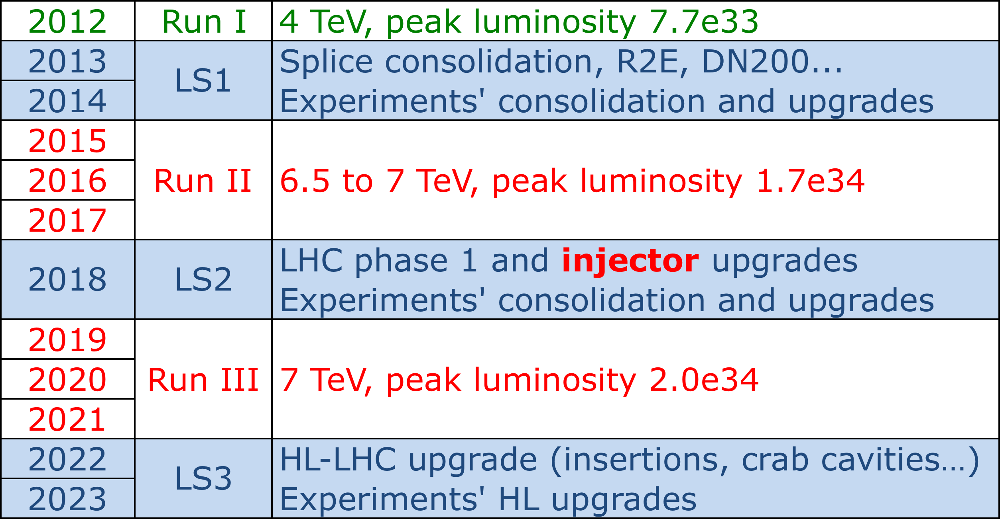 2012 Run I 4 TeV, peak luminosity 7.7e33
2013 LS1 Splice consolidation, R2E, DN200...
2014 Experiments' consolidation and upgrades
2015
2016 Run II 6.5 to 7 TeV, peak luminosity 1.7e34
2017
2018 LS2 LHC phase 1 and injector upgrades
Experiments' consolidation and upgrades
2019
2020 Run III 7 TeV, peak luminosity 2.0e34
2021
2022 LS3 HL-LHC upgrade (insertions, crab cavities…)
2023 Experiments' HL upgrades